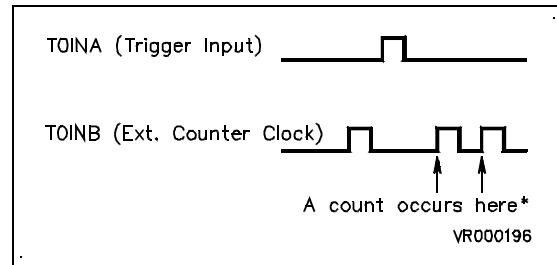 T0INA (Trigger Input)
T0INB (Ext. Counter Clock)
A count occurs here*
VR000196